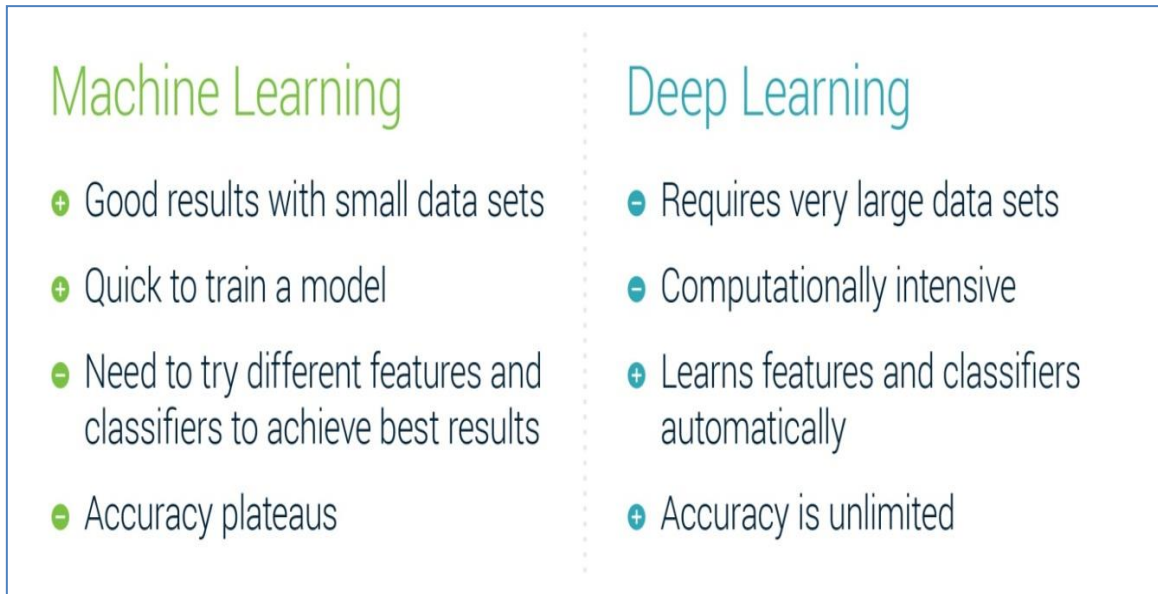 Machine Learning
Good results with small data sets
Quick to train a model
Need to try different features and
classifiers to achieve best results
Accuracy plateaus
Deep Learning
Requires very large data sets
Computationally intensive
Learns features and classifiers
automatically
Accuracy is unlimited